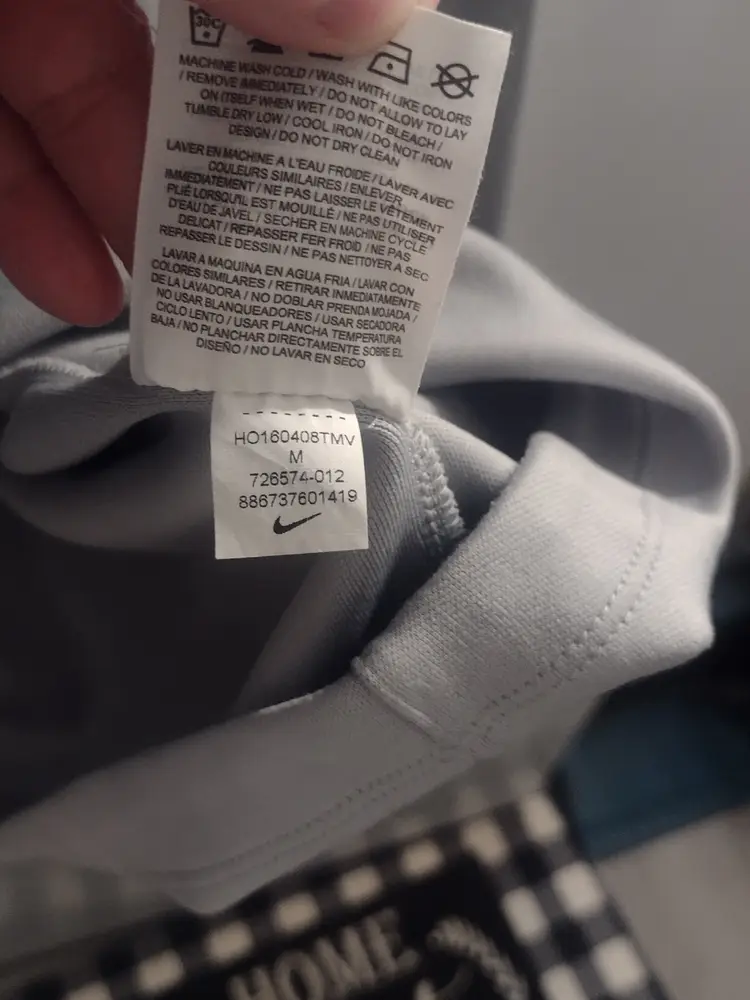 30C
MACHINE WASH COLD / WASH WITH LIKE COLORS
/ REMOVE IMMEDIATELY / DO NOT ALLOW TO LAY
ON ITSELF WHEN WET / DO NOT BLEACH /
TUMBLE DRY LOW / COOL IRON / DO NOT IRON
DESIGN / DO NOT DRY CLEAN
LAVER EN MACHINE A L'EAU FROIDE / LAVER AVEC
COULEURS SIMILAIRES / ENLEVER
IMMEDIATEMENT / NE PAS LAISSER LE VÊTEMENT
PLIÉ LORSQU'IL EST MOUILLÉ / NE PAS UTILISER
D'EAU DE JAVEL / SECHER EN MACHINE CYCLE
DELICAT / REPASSER FER FROID / NE PAS
REPASSER LE DESSIN / NE PAS NETTOYER A SEC
LAVAR A MAQUINA EN AGUA FRIA / LAVAR CON
COLORES SIMILARES / RETIRAR INMEDIATAMENTE
DE LA LAVADORA / NO DOBLAR PRENDA MOJADA /
NO USAR BLANQUEADORES / USAR SECADORA
CICLO LENTO / USAR PLANCHA TEMPERATURA
BAJA / NO PLANCHAR DIRECTAMENTE SOBRE EL
DISEÑO / NO LAVAR EN SECO
HO160408TMV
M
726574-012
886737601419
HOME